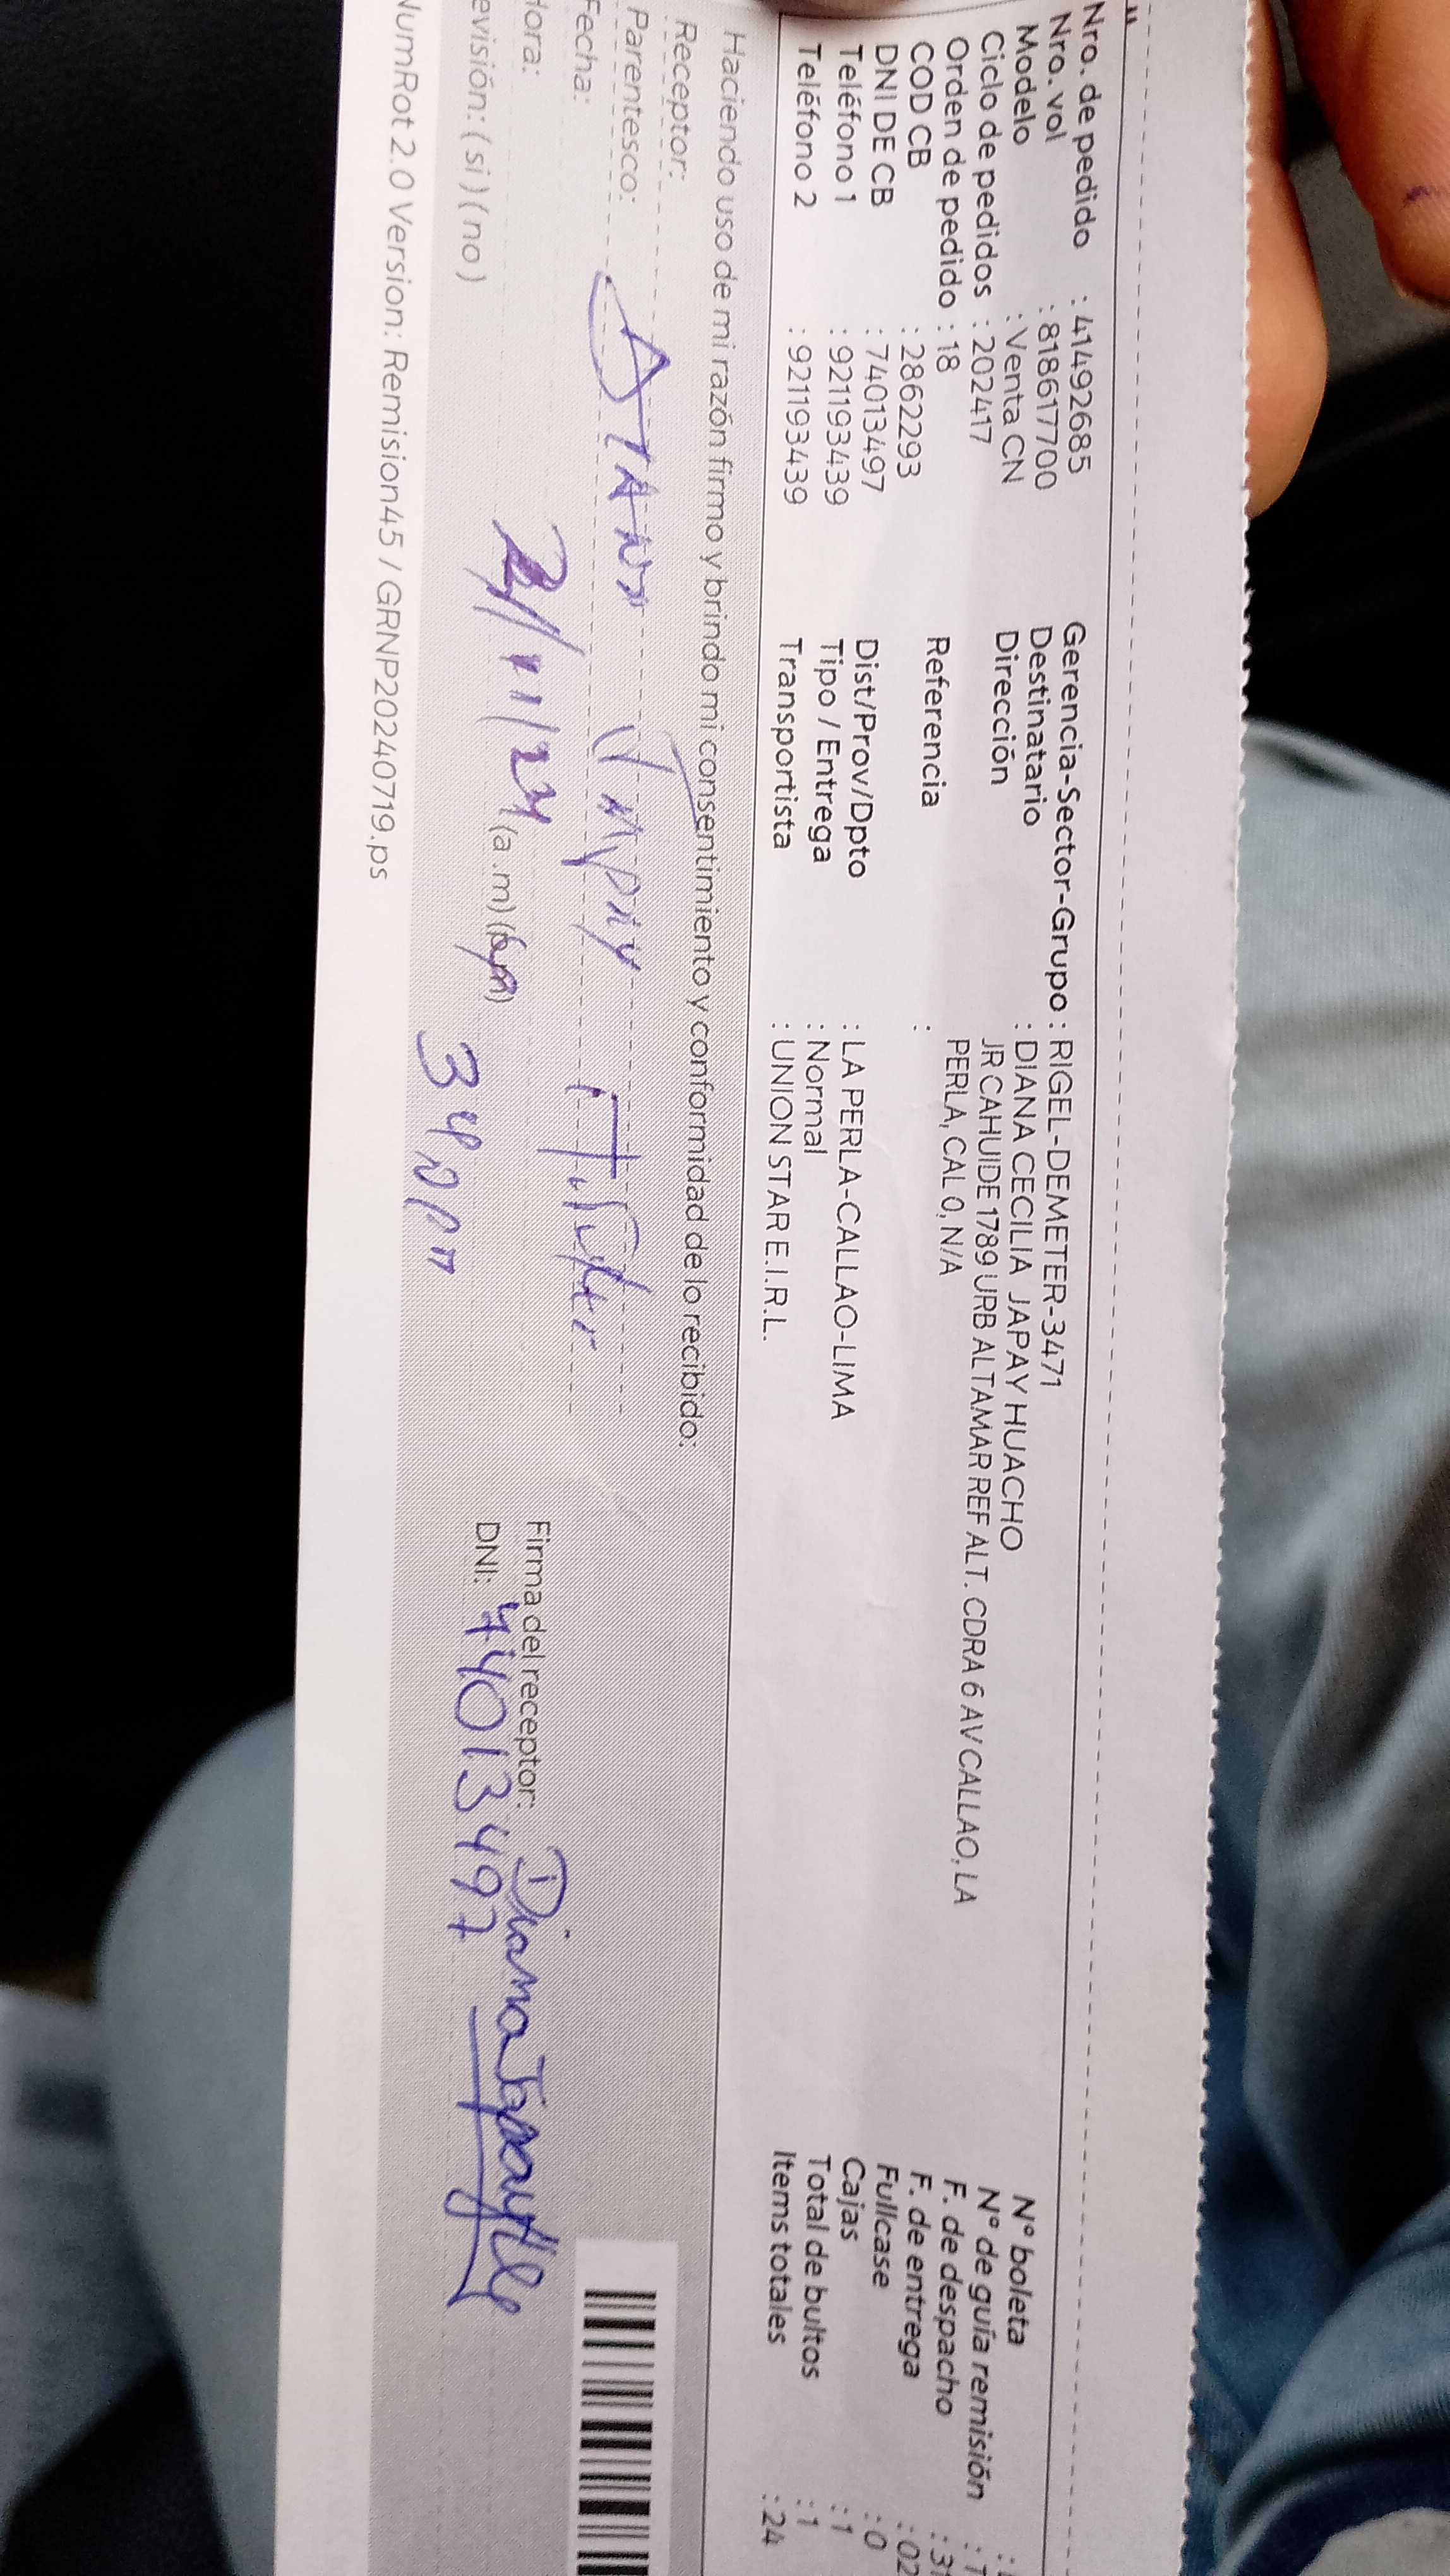 Nro. de pedido : 41492685
Nro. vol : 818617700
Modelo : Venta CN
Ciclo de pedidos : 202417
Orden de pedido : 18
COD CB : 2862293
DNI DE CB : 74013497
Teléfono 1 : 921193439
Teléfono 2 : 921193439
Gerencia-Sector-Grupo : RIGEL-DEMETER-3471
Destinatario : DIANA CECILIA JAPAY HUACHO
Dirección JR CAHUIDE 1789 URB ALTAMAR REF ALT. CDRA 6 AV CALLAO, LA
PERLA, CAL 0, N/A
Referencia :
Dist/Prov/Dpto : LA PERLA-CALLAO-LIMA
Tipo / Entrega : Normal
Transportista : UNION STAR E.I.R.L.
N° boleta :
N° de guía remisión :
F. de despacho : 31
F. de entrega : 02
Fullcase : 0
Cajas : 1
Total de bultos : 1
Items totales : 24
Haciendo uso de mi razón firmo y brindo mi consentimiento y conformidad de lo recibido:
Receptor:
Parentesco:
Fecha:
Hora: (a.m) (pm)
evisión: (si) (no)
Firma del receptor: Diana Japay
DNI: 74013497
NumRot 2.0 Version: Remision45 / GRNP20240719.ps